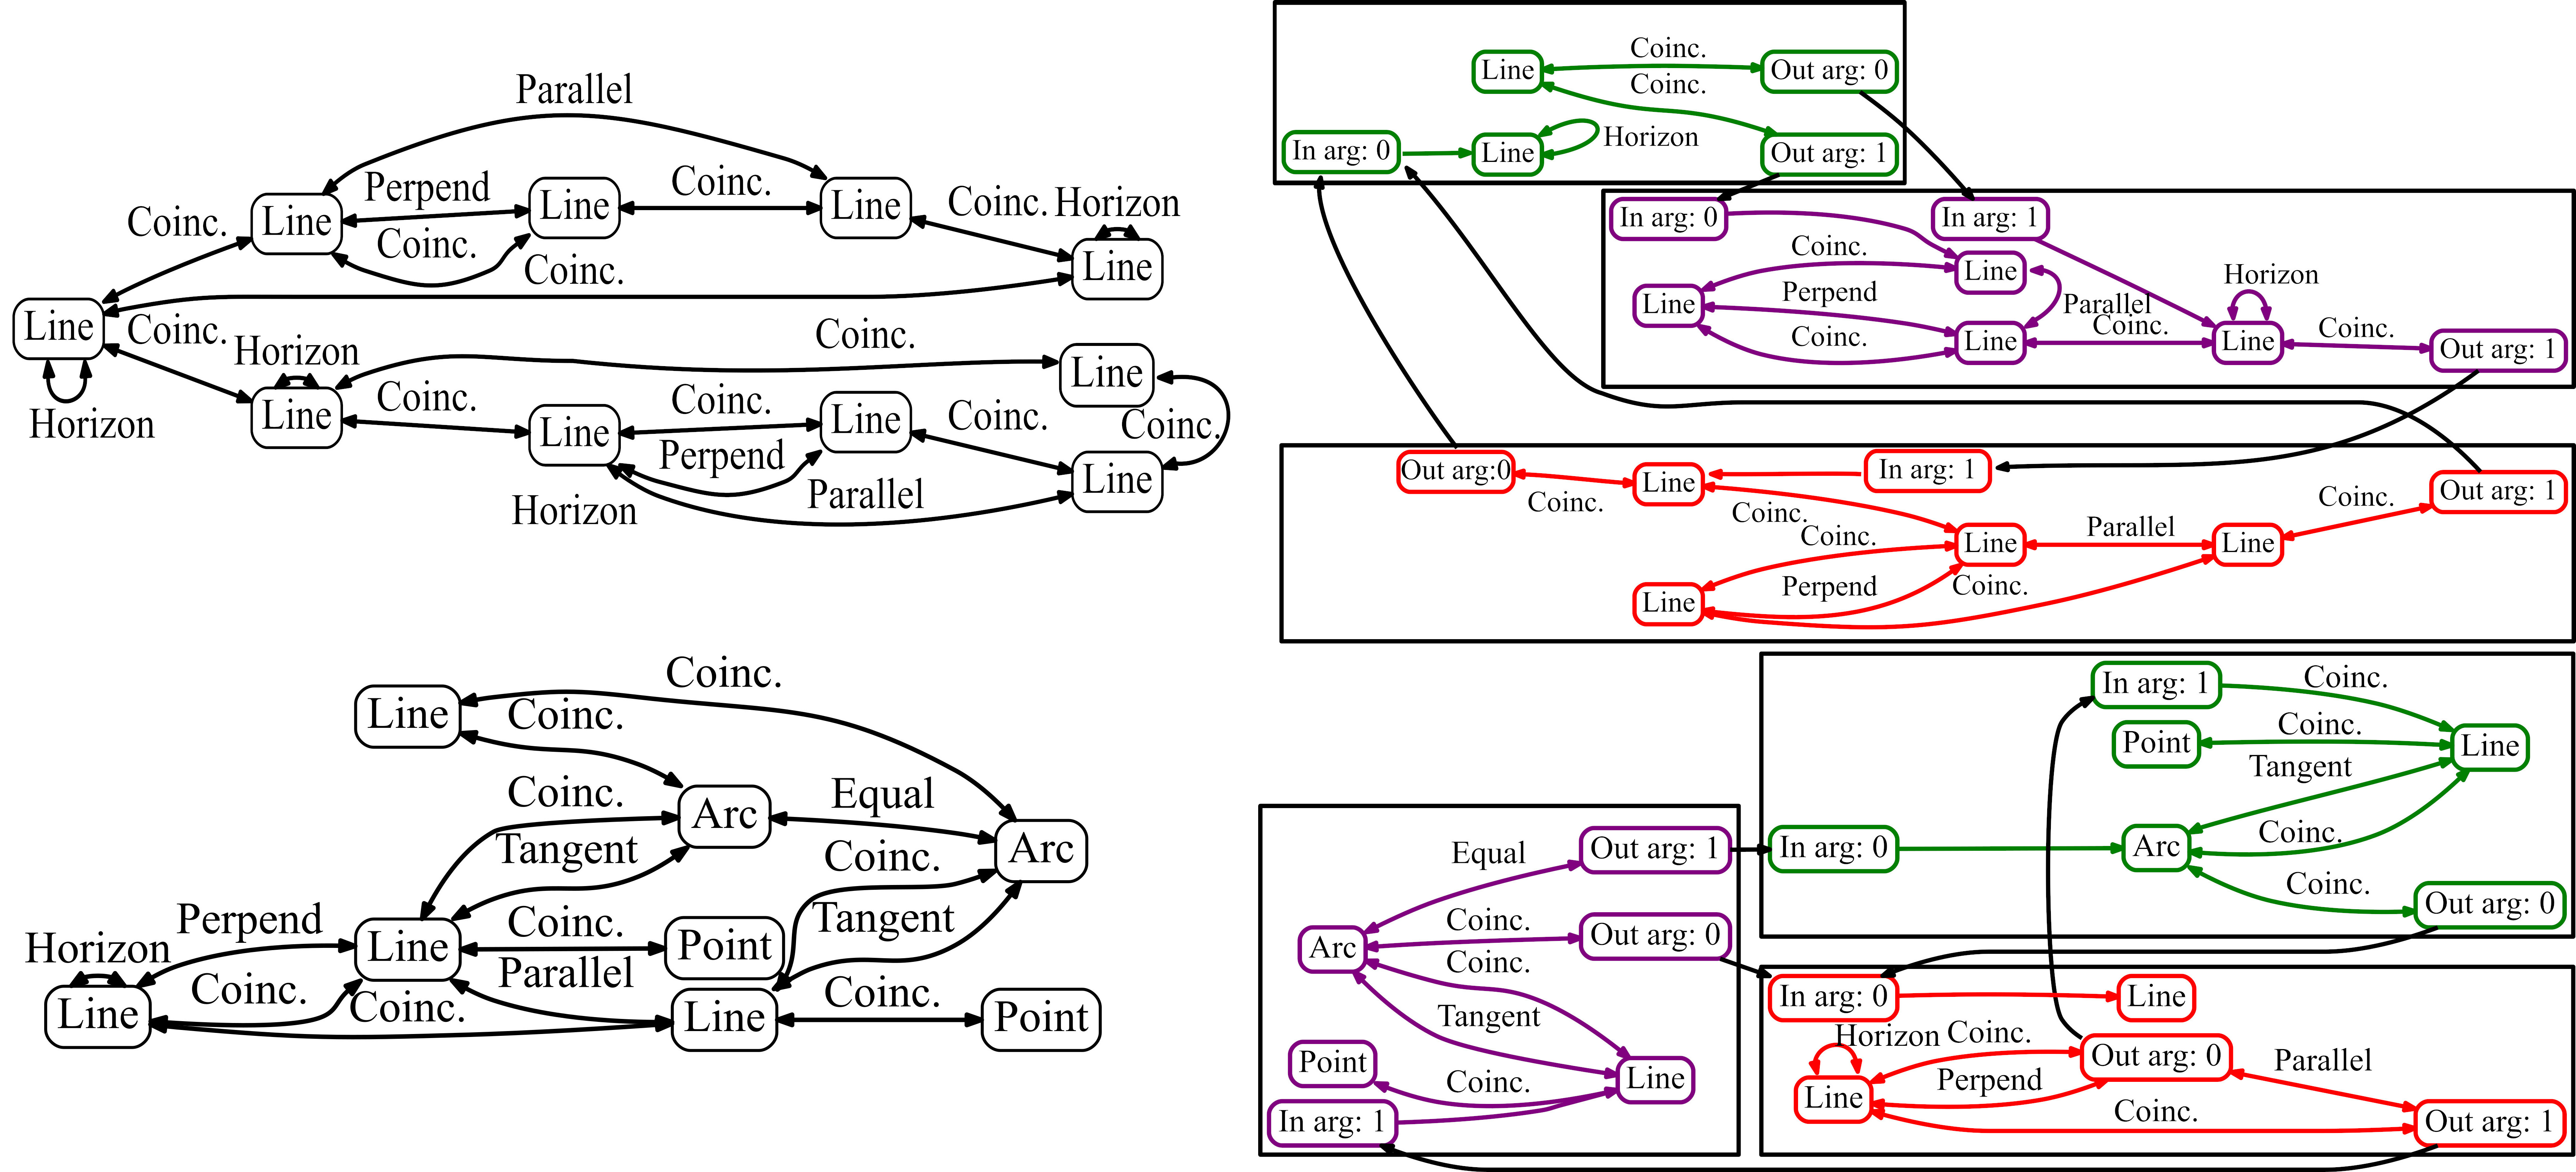 Parallel
Perpend
Coinc.
Coinc. Horizon
Coinc.
Line
Line
Line
Coinc.
Coinc.
Line
Line
Coinc.
Horizon
Coinc.
Line
Horizon
Line
Coinc.
Coinc.
Line
Line
Coinc.
Coinc.
Perpend
Line
Horizon
Parallel
Coinc.
Line
Coinc.
Out arg: 0
Coinc.
In arg: 0
Line
Horizon
Out arg: 1
In arg: 0
In arg: 1
Coinc.
Line
Horizon
Line
Perpend
Parallel
Coinc.
Coinc.
Line
Line
Coinc.
Out arg: 1
Out arg:0
Coinc.
Line
In arg: 1
Coinc.
Out arg: 1
Coinc.
Coinc.
Line
Parallel
Line
Perpend
Coinc.
Line
Coinc.
Line
Coinc.
Coinc.
Arc
Equal
Arc
Tangent
Coinc.
Perpend
Coinc.
Tangent
Horizon
Line
Point
Parallel
Line
Coinc.
Coinc.
Line
Coinc.
Point
In arg: 1
Coinc.
Point
Coinc.
Line
Tangent
In arg: 0
Arc
Coinc.
Coinc.
Out arg: 0
Equal
Out arg: 1
Arc
Coinc.
Out arg: 0
Coinc.
Tangent
Point
Coinc.
Line
In arg: 1
In arg: 0
Line
Horizon
Coinc.
Out arg: 0
Parallel
Line
Perpend
Coinc.
Out arg: 1